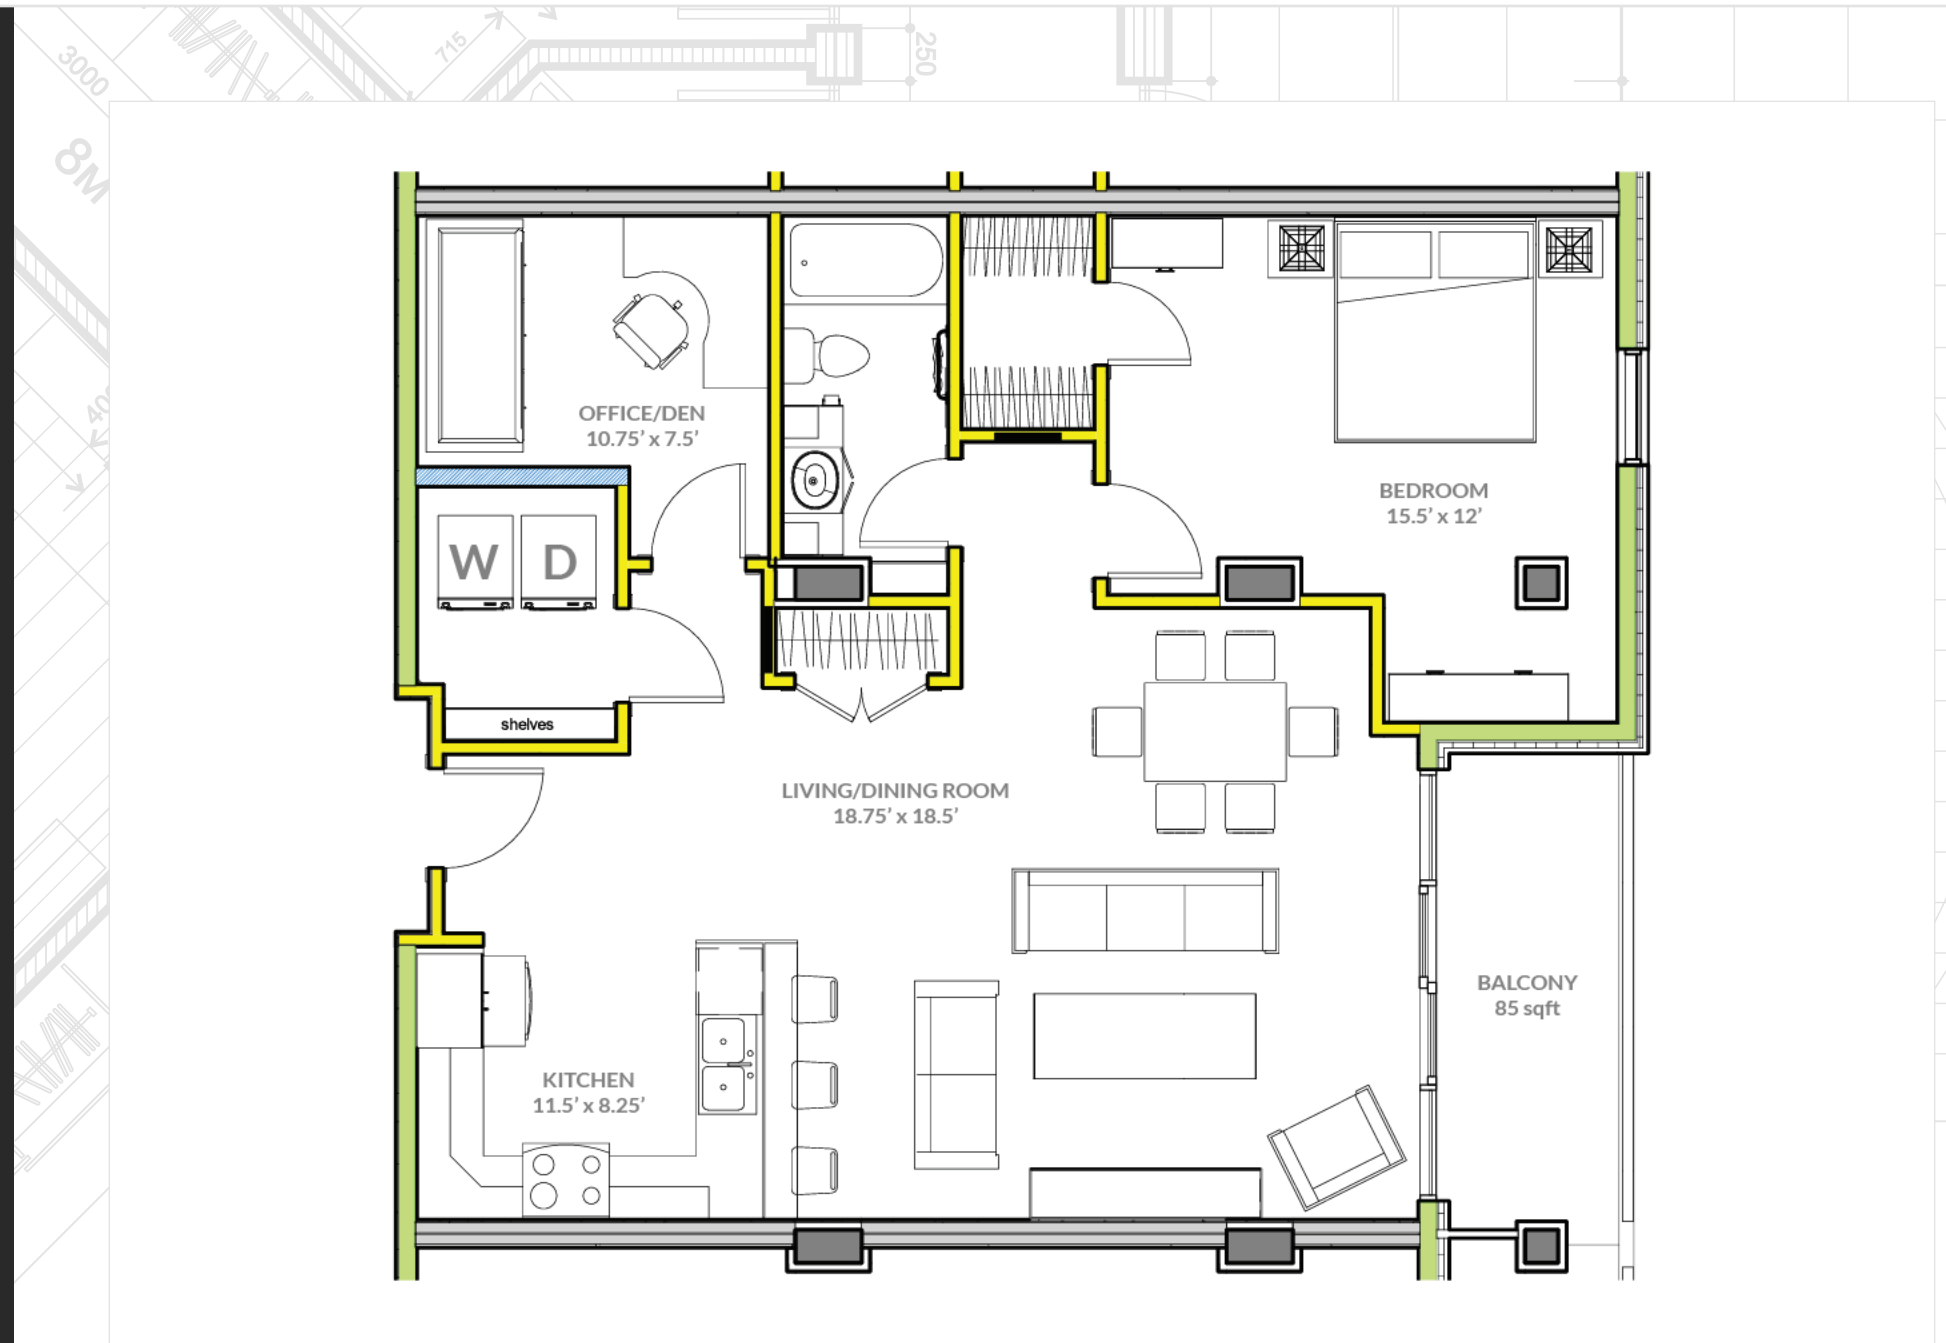 3000
715
250
8M
OFFICE/DEN
10.75’ x 7.5’
W D
BEDROOM
15.5’ x 12’
shelves
LIVING/DINING ROOM
18.75’ x 18.5’
BALCONY
85 sqft
KITCHEN
11.5’ x 8.25’